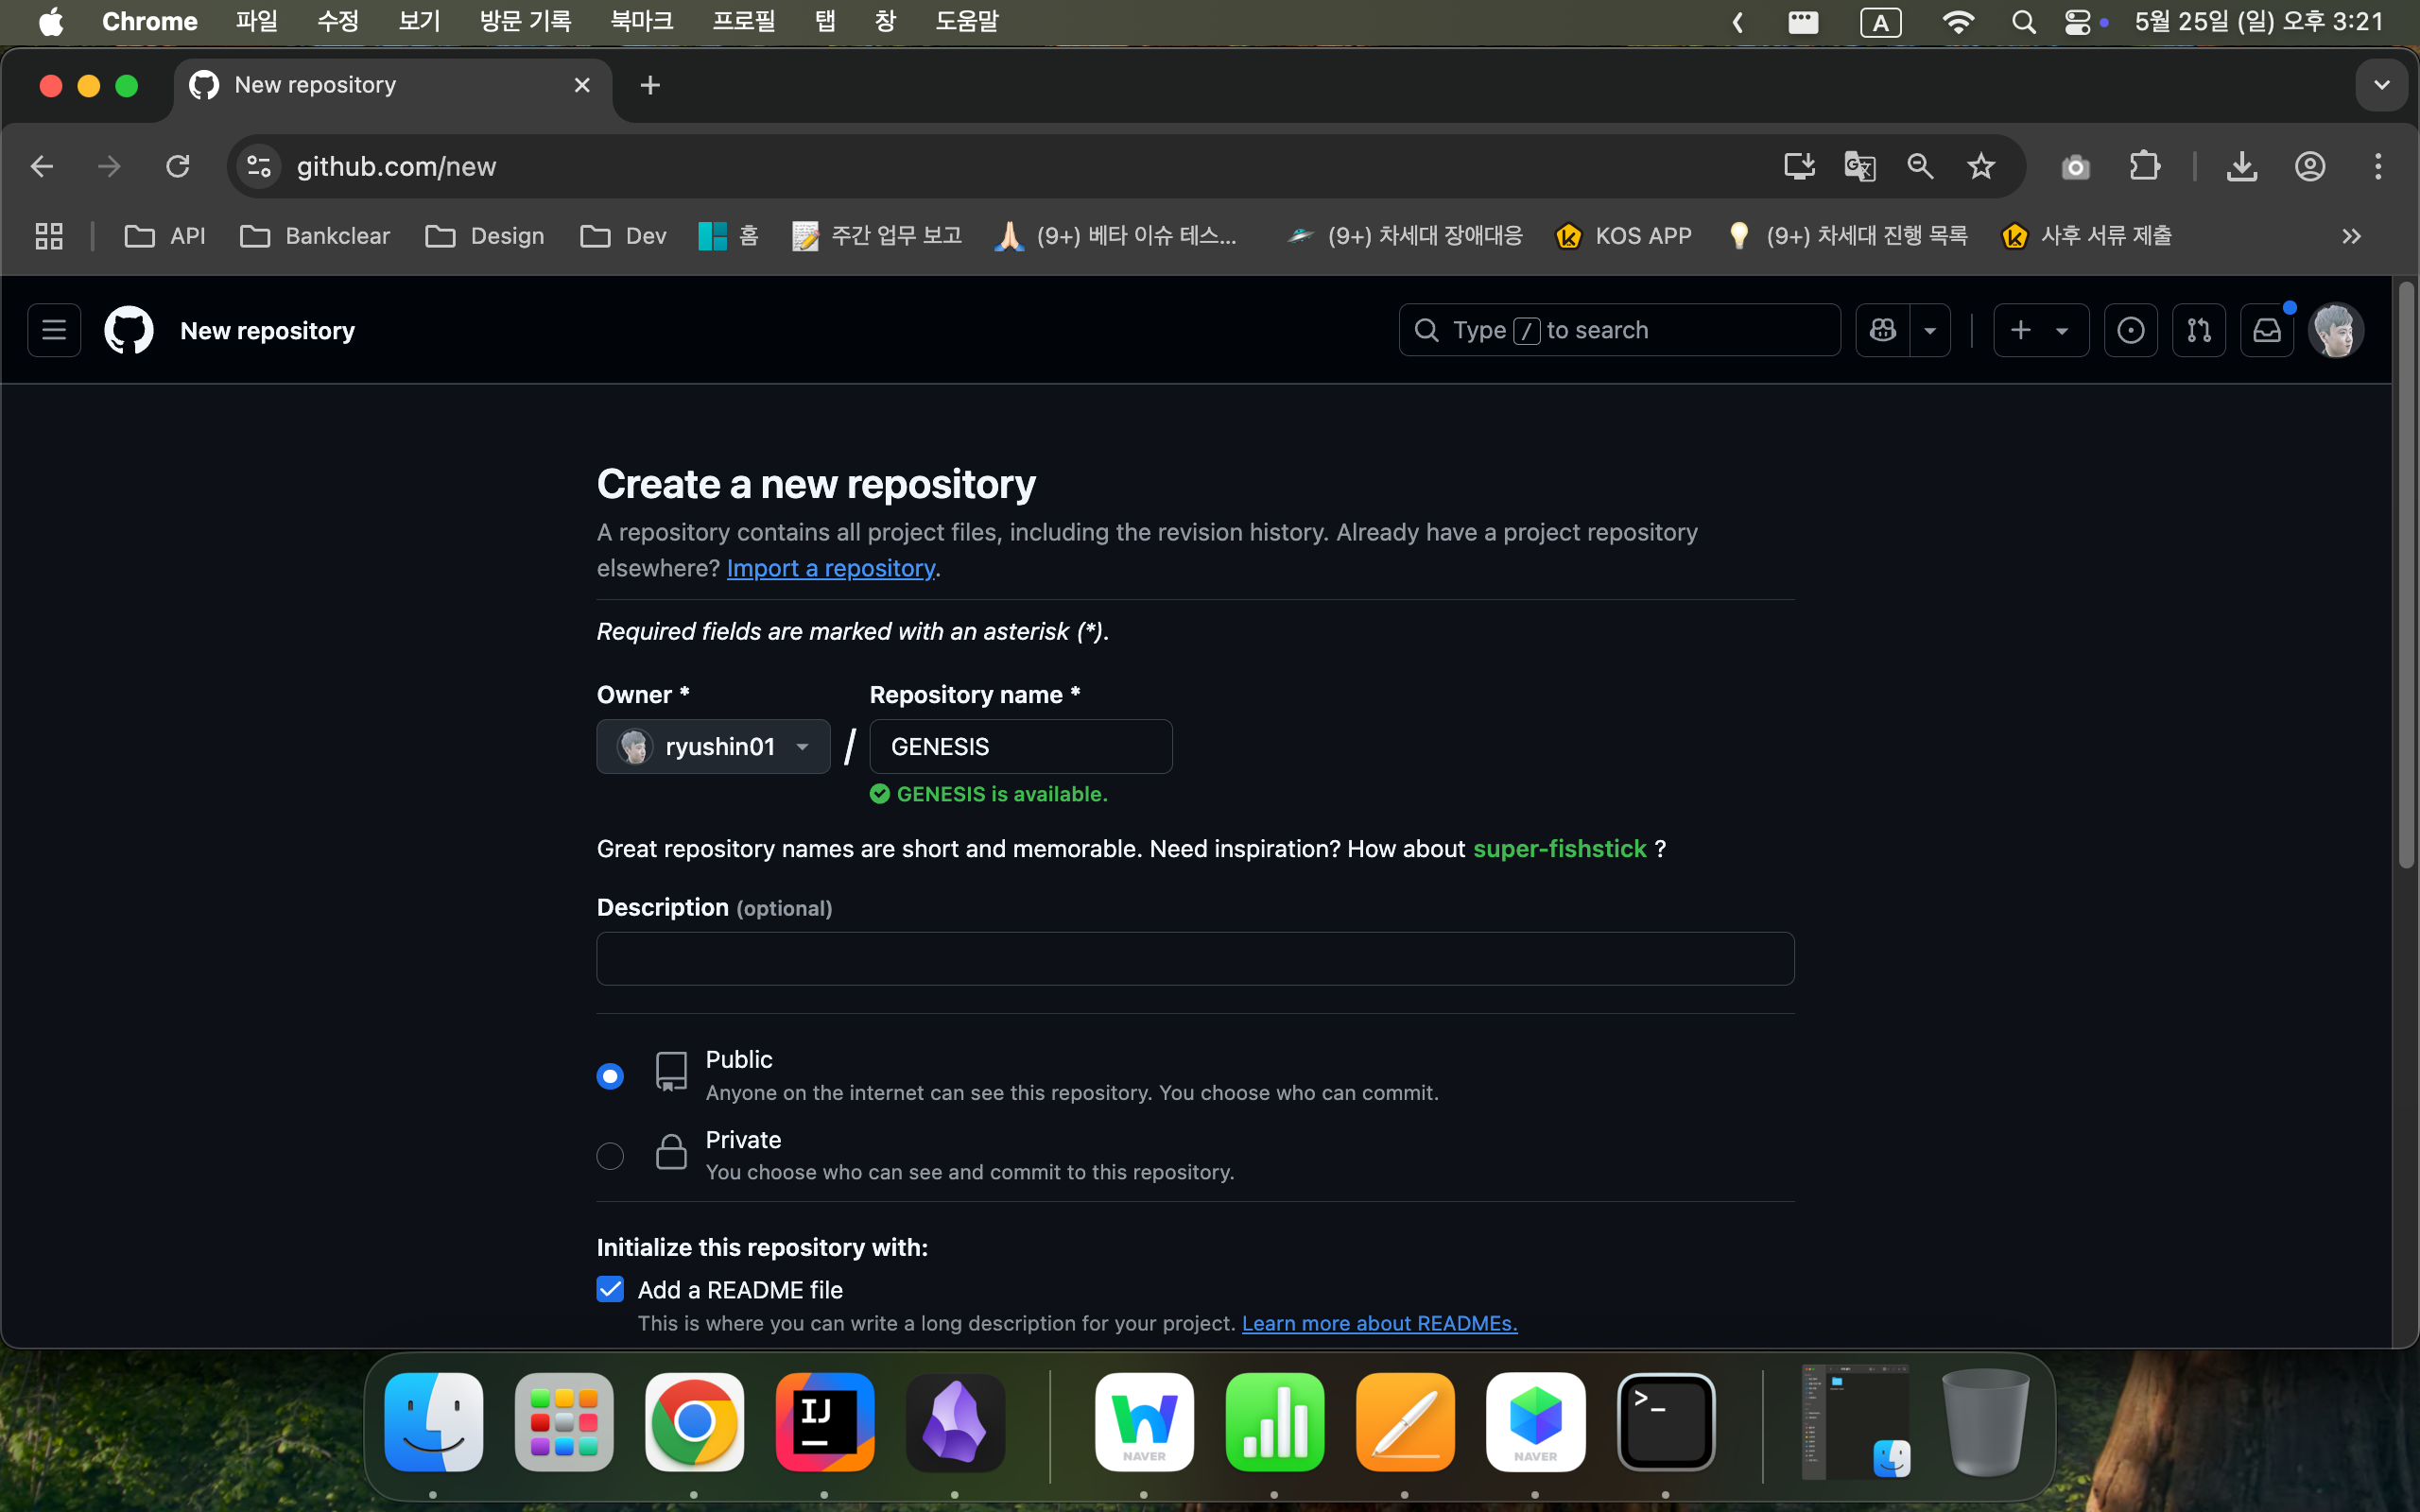 Chrome 파일 수정 보기 방문 기록 북마크 프로필 탭 창 도움말 A 5월 25일 (일) 오후 3:21
New repository
github.com/new
API Bankclear Design Dev 홈 주간 업무 보고 (9+) 베타 이슈 테스... (9+) 차세대 장애대응 KOS APP (9+) 차세대 진행 목록 사후 서류 제출
New repository Type / to search
Create a new repository
A repository contains all project files, including the revision history. Already have a project repository
elsewhere? Import a repository.
Required fields are marked with an asterisk (*).
Owner * Repository name *
ryushin01 / GENESIS
GENESIS is available.
Great repository names are short and memorable. Need inspiration? How about super-fishstick ?
Description (optional)
Public
Anyone on the internet can see this repository. You choose who can commit.
Private
You choose who can see and commit to this repository.
Initialize this repository with:
Add a README file
This is where you can write a long description for your project. Learn more about READMEs.
IJ
NAVER
NAVER